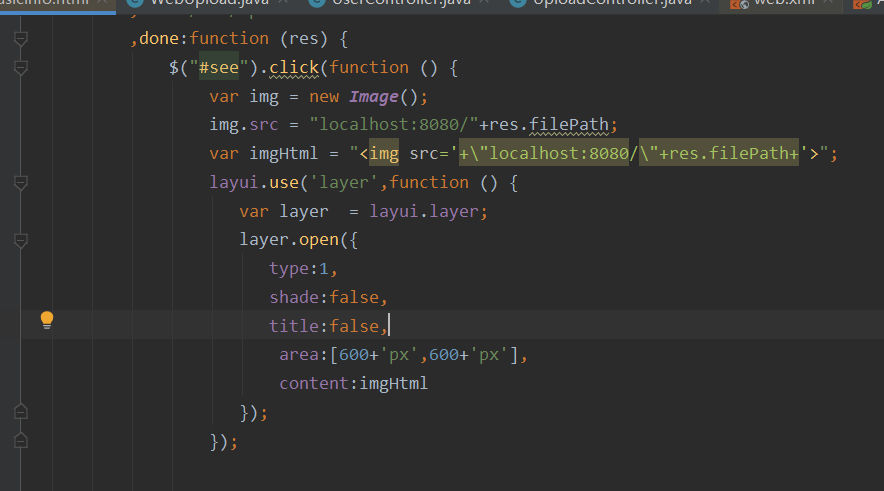 WebUpload.java UserController.java UploadController.java web.xml
,done:function (res) {
$("#see").click(function () {
var img = new Image();
img.src = "localhost:8080/"+res.filePath;
var imgHtml = "<img src='+\"localhost:8080/\"+res.filePath+'>";
layui.use('layer',function () {
var layer  = layui.layer;
layer.open({
type:1,
shade:false,
title:false,
area:[600+'px',600+'px'],
content:imgHtml
});
});